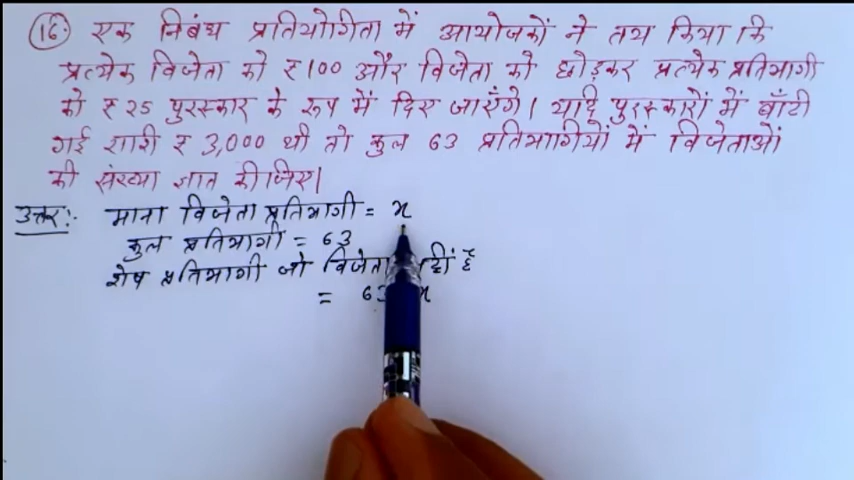 (16) एक निबंध प्रतियोगिता में आयोजकों ने तय किया कि
प्रत्येक विजेता को ₹100 और विजेता को छोड़कर प्रत्येक प्रतिभागी
को ₹25 पुरस्कार के रूप में दिए जाएँगे। यदि पुरस्कारों में बाँटी
गई राशी ₹3,000 थी तो कुल 63 प्रतिभागियों में विजेताओं
की संख्या ज्ञात कीजिए।
उत्तर:- माना विजेता प्रतिभागी = x
कुल प्रतिभागी = 63
शेष प्रतिभागी जो विजेता है
= 63 x